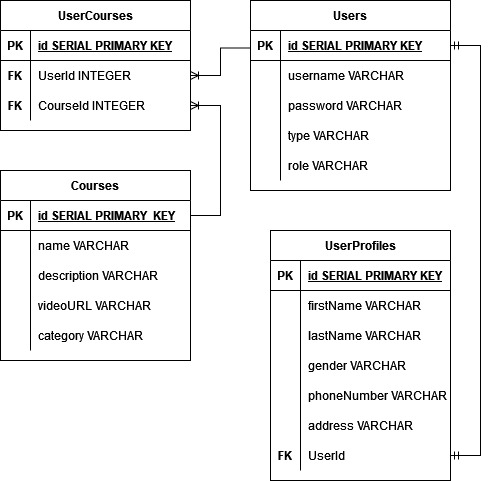 UserCourses
PK id SERIAL PRIMARY KEY
FK UserId INTEGER
FK CourseId INTEGER
Users
PK id SERIAL PRIMARY KEY
username VARCHAR
password VARCHAR
type VARCHAR
role VARCHAR
Courses
PK id SERIAL PRIMARY KEY
name VARCHAR
description VARCHAR
videoURL VARCHAR
category VARCHAR
UserProfiles
PK id SERIAL PRIMARY KEY
firstName VARCHAR
lastName VARCHAR
gender VARCHAR
phoneNumber VARCHAR
address VARCHAR
FK UserId